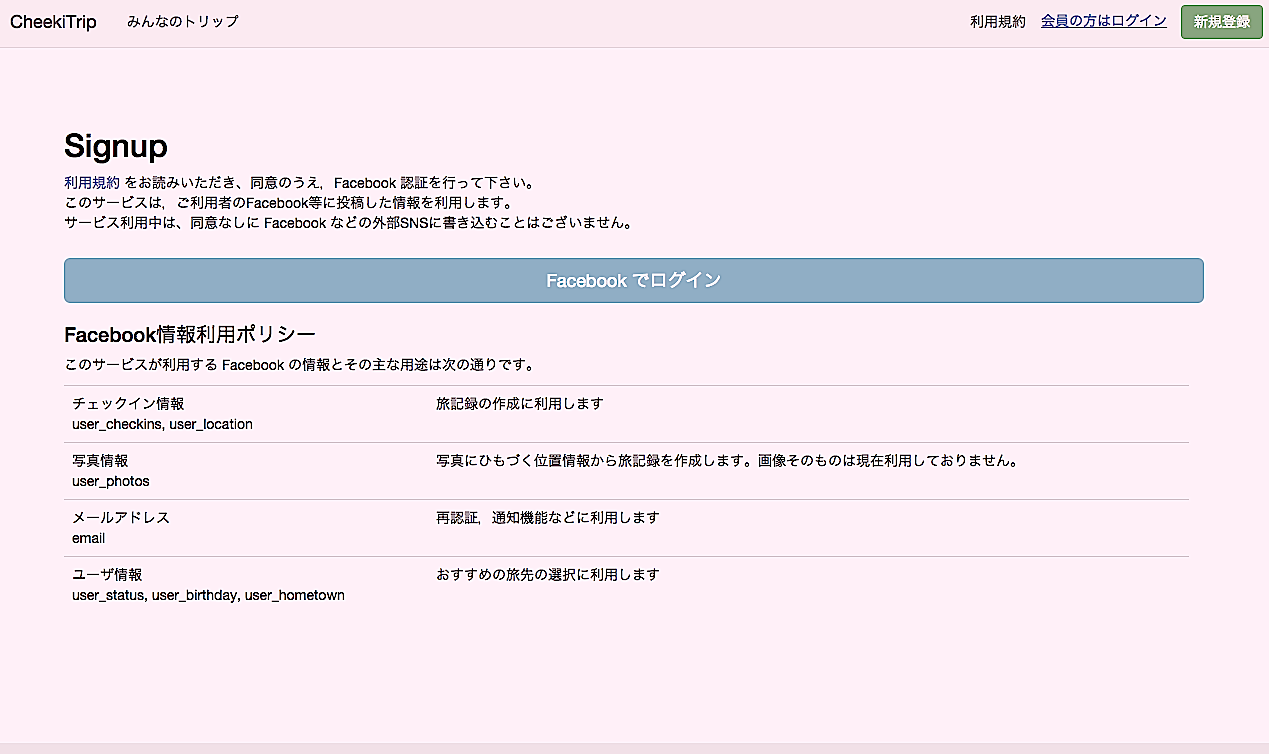 CheekiTrip みんなのトリップ 利用規約 会員の方はログイン 新規登録
Signup
利用規約 をお読みいただき、同意のうえ，Facebook 認証を行って下さい。
このサービスは，ご利用者のFacebook等に投稿した情報を利用します。
サービス利用中は、同意なしに Facebook などの外部SNSに書き込むことはございません。
Facebook でログイン
Facebook情報利用ポリシー
このサービスが利用する Facebook の情報とその主な用途は次の通りです。
チェックイン情報 旅記録の作成に利用します
user_checkins, user_location
写真情報 写真にひもづく位置情報から旅記録を作成します。画像そのものは現在利用しておりません。
user_photos
メールアドレス 再認証，通知機能などに利用します
email
ユーザ情報 おすすめの旅先の選択に利用します
user_status, user_birthday, user_hometown